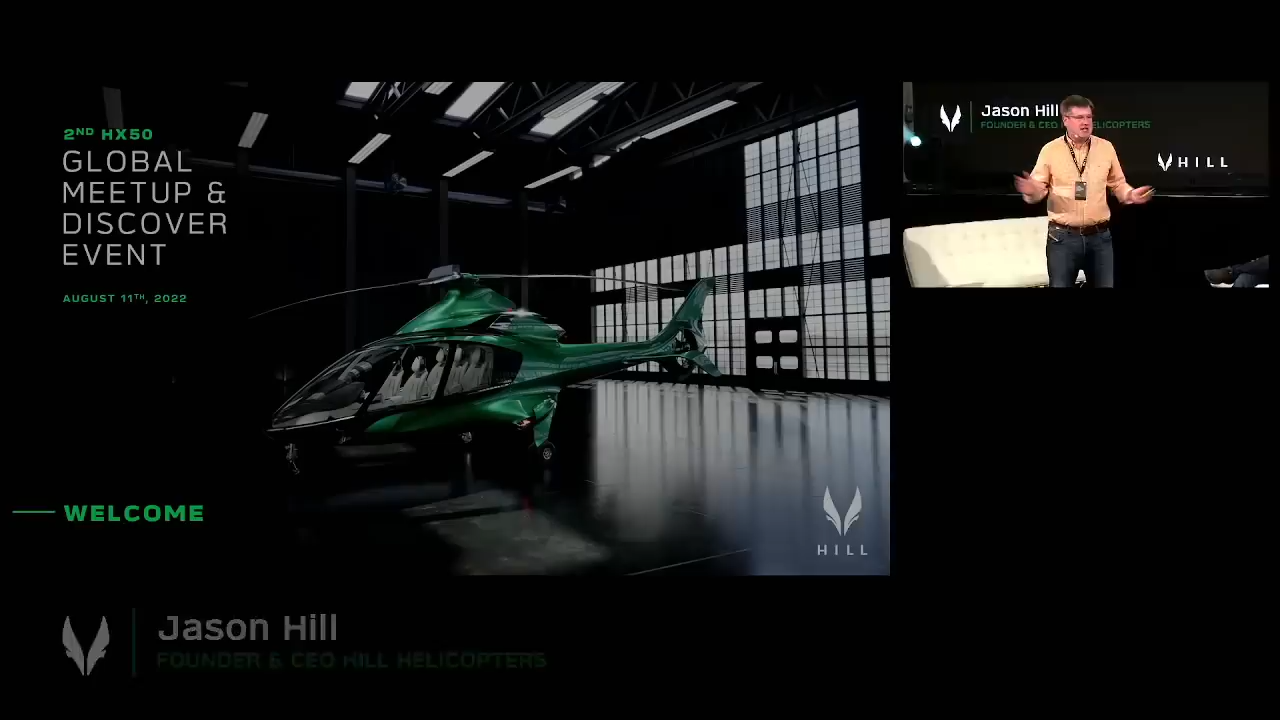 2ND HX50
GLOBAL
MEETUP &
DISCOVER
EVENT
AUGUST 11TH, 2022
WELCOME
HILL
Jason Hill
FOUNDER & CEO HILL HELICOPTERS
Jason Hill
FOUNDER & CEO HELICOPTERS
HILL